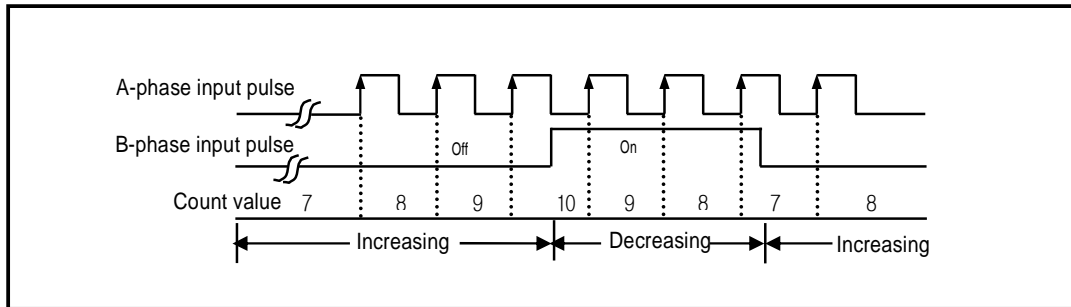 A-phase input pulse
B-phase input pulse Off On
Count value 7 8 9 10 9 8 7 8
Increasing Decreasing Increasing